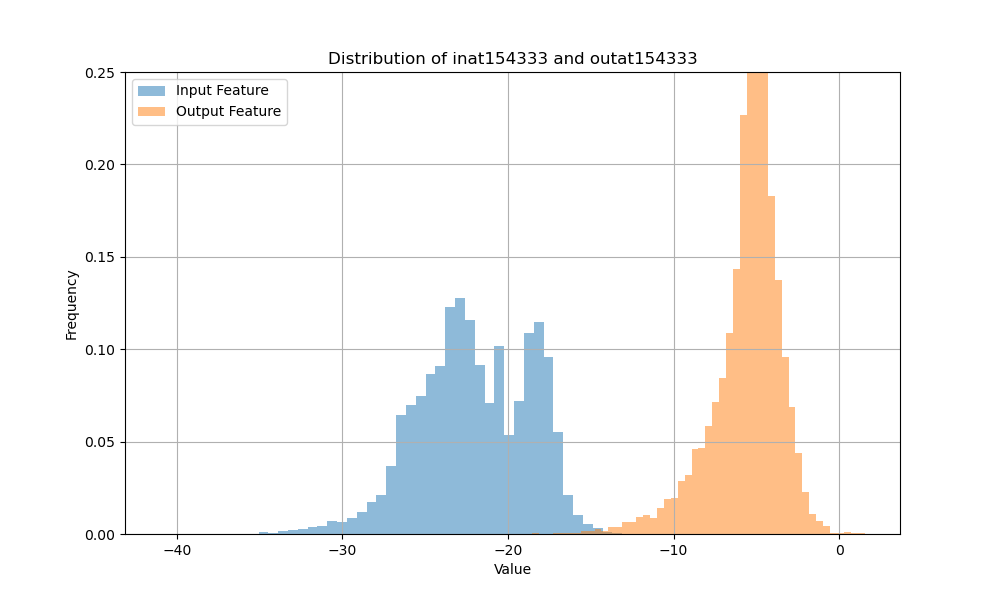 Distribution of inat154333 and outat154333
Input Feature
Output Feature
0.25
0.20
0.15
0.10
0.05
0.00
Frequency
−40
−30
−20
−10
0
Value